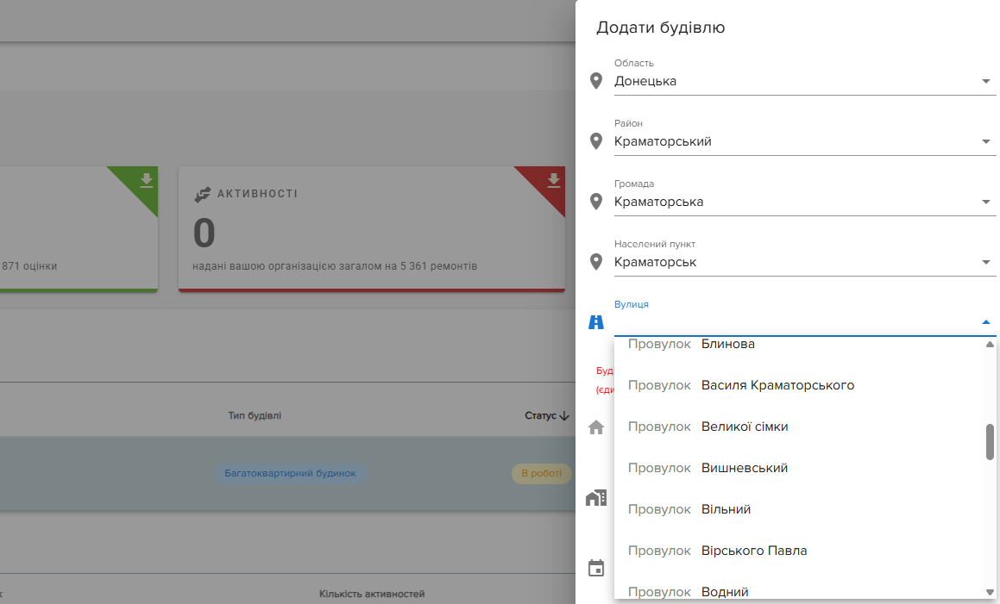 Додати будівлю
Область
Донецька
Район
Краматорський
Громада
Краматорська
Населений пункт
Краматорськ
Вулиця
Провулок Блинова
Провулок Василя Краматорського
Провулок Великої сімки
Провулок Вишневський
Провулок Вільний
Провулок Вірського Павла
Провулок Водний
Буд
(єди
АКТИВНОСТІ
0
871 оцінки
надані вашою організацією загалом на 5 361 ремонтів
Тип будівлі
Статус
Багатоквартирний будинок
В роботі
Кількість активностей